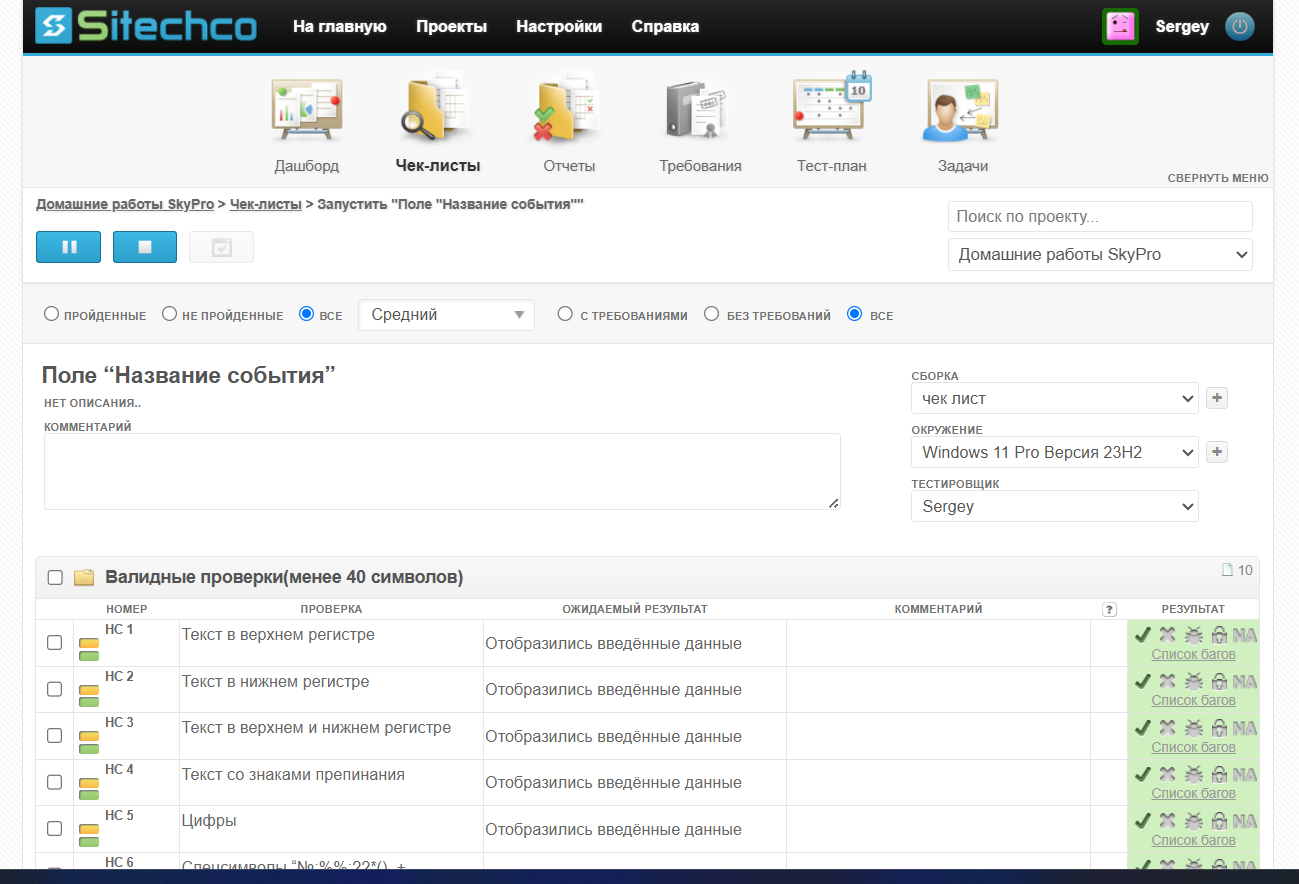 Sitechco На главную Проекты Настройки Справка Sergey
10
Дашборд Чек-листы Отчеты Требования Тест-план Задачи
СВЕРНУТЬ МЕНЮ
Домашние работы SkyPro > Чек-листы > Запустить "Поле "Название события""
Поиск по проекту...
Домашние работы SkyPro
ПРОЙДЕННЫЕ НЕ ПРОЙДЕННЫЕ ВСЕ Средний С ТРЕБОВАНИЯМИ БЕЗ ТРЕБОВАНИЙ ВСЕ
Поле “Название события”
НЕТ ОПИСАНИЯ..
КОММЕНТАРИЙ
СБОРКА
чек лист +
ОКРУЖЕНИЕ
Windows 11 Pro Версия 23H2 +
ТЕСТИРОВЩИК
Sergey
Валидные проверки(менее 40 символов) 10
НОМЕР ПРОВЕРКА ОЖИДАЕМЫЙ РЕЗУЛЬТАТ КОММЕНТАРИЙ ? РЕЗУЛЬТАТ
НС 1 Текст в верхнем регистре Отобразились введённые данные NA
Список багов
НС 2 Текст в нижнем регистре Отобразились введённые данные NA
Список багов
НС 3 Текст в верхнем и нижнем регистре Отобразились введённые данные NA
Список багов
НС 4 Текст со знаками препинания Отобразились введённые данные NA
Список багов
НС 5 Цифры Отобразились введённые данные NA
Список багов
НС 6 Спецсимволы “№;%%:??*()_+ NA